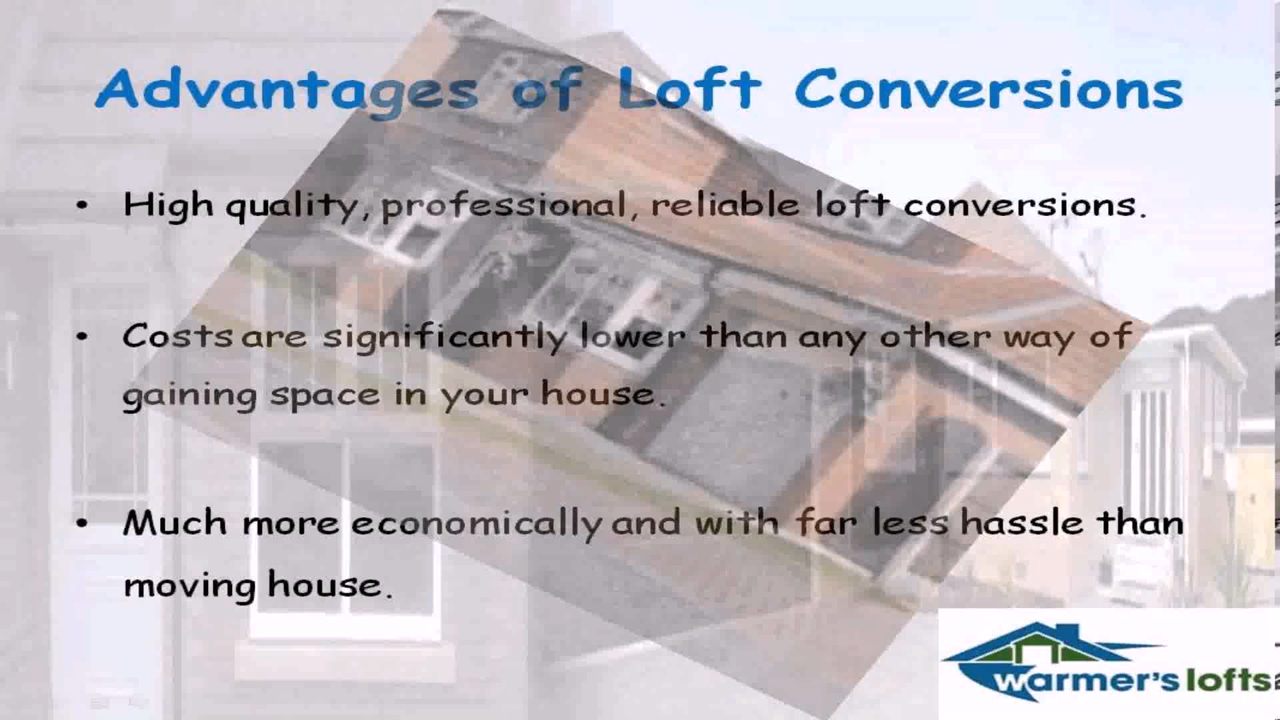 Advantages of Loft Conversions
• High quality, professional, reliable loft conversions.
• Costs are significantly lower than any other way of
gaining space in your house.
• Much more economically and with far less hassle than
moving house.
warmer's lofts